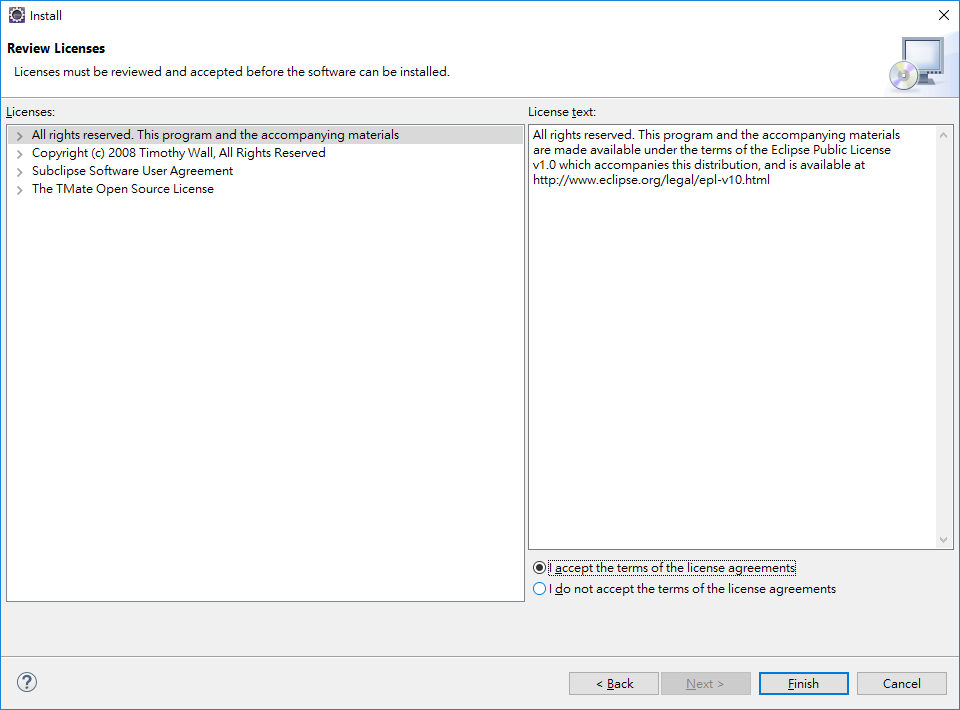 Install
Review Licenses
Licenses must be reviewed and accepted before the software can be installed.
Licenses:
All rights reserved. This program and the accompanying materials
Copyright (c) 2008 Timothy Wall, All Rights Reserved
Subclipse Software User Agreement
The TMate Open Source License
License text:
All rights reserved. This program and the accompanying materials
are made available under the terms of the Eclipse Public License
v1.0 which accompanies this distribution, and is available at
http://www.eclipse.org/legal/epl-v10.html
I accept the terms of the license agreements
I do not accept the terms of the license agreements
?
< Back
Next >
Finish
Cancel